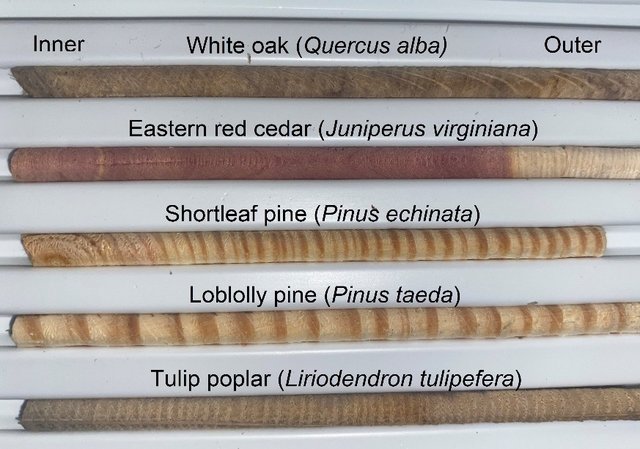 Inner White oak (Quercus alba) Outer
Eastern red cedar (Juniperus virginiana)
Shortleaf pine (Pinus echinata)
Loblolly pine (Pinus taeda)
Tulip poplar (Liriodendron tulipefera)